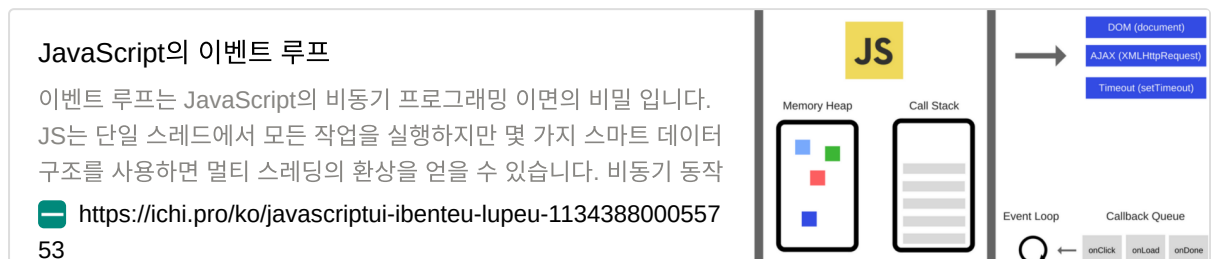 JavaScript의 이벤트 루프
이벤트 루프는 JavaScript의 비동기 프로그래밍 이면의 비밀 입니다.
JS는 단일 스레드에서 모든 작업을 실행하지만 몇 가지 스마트 데이터
구조를 사용하면 멀티 스레딩의 환상을 얻을 수 있습니다. 비동기 동작
https://ichi.pro/ko/javascriptui-ibenteu-lupeu-1134388000557
53
JS
Memory Heap
Call Stack
DOM (document)
AJAX (XMLHttpRequest)
Timeout (setTimeout)
Event Loop
Callback Queue
onClick
onLoad
onDone